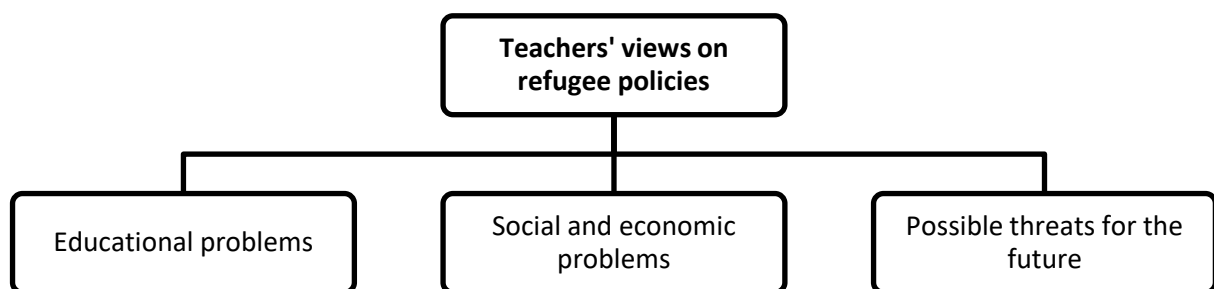 Teachers' views on
refugee policies
Educational problems
Social and economic
problems
Possible threats for the
future